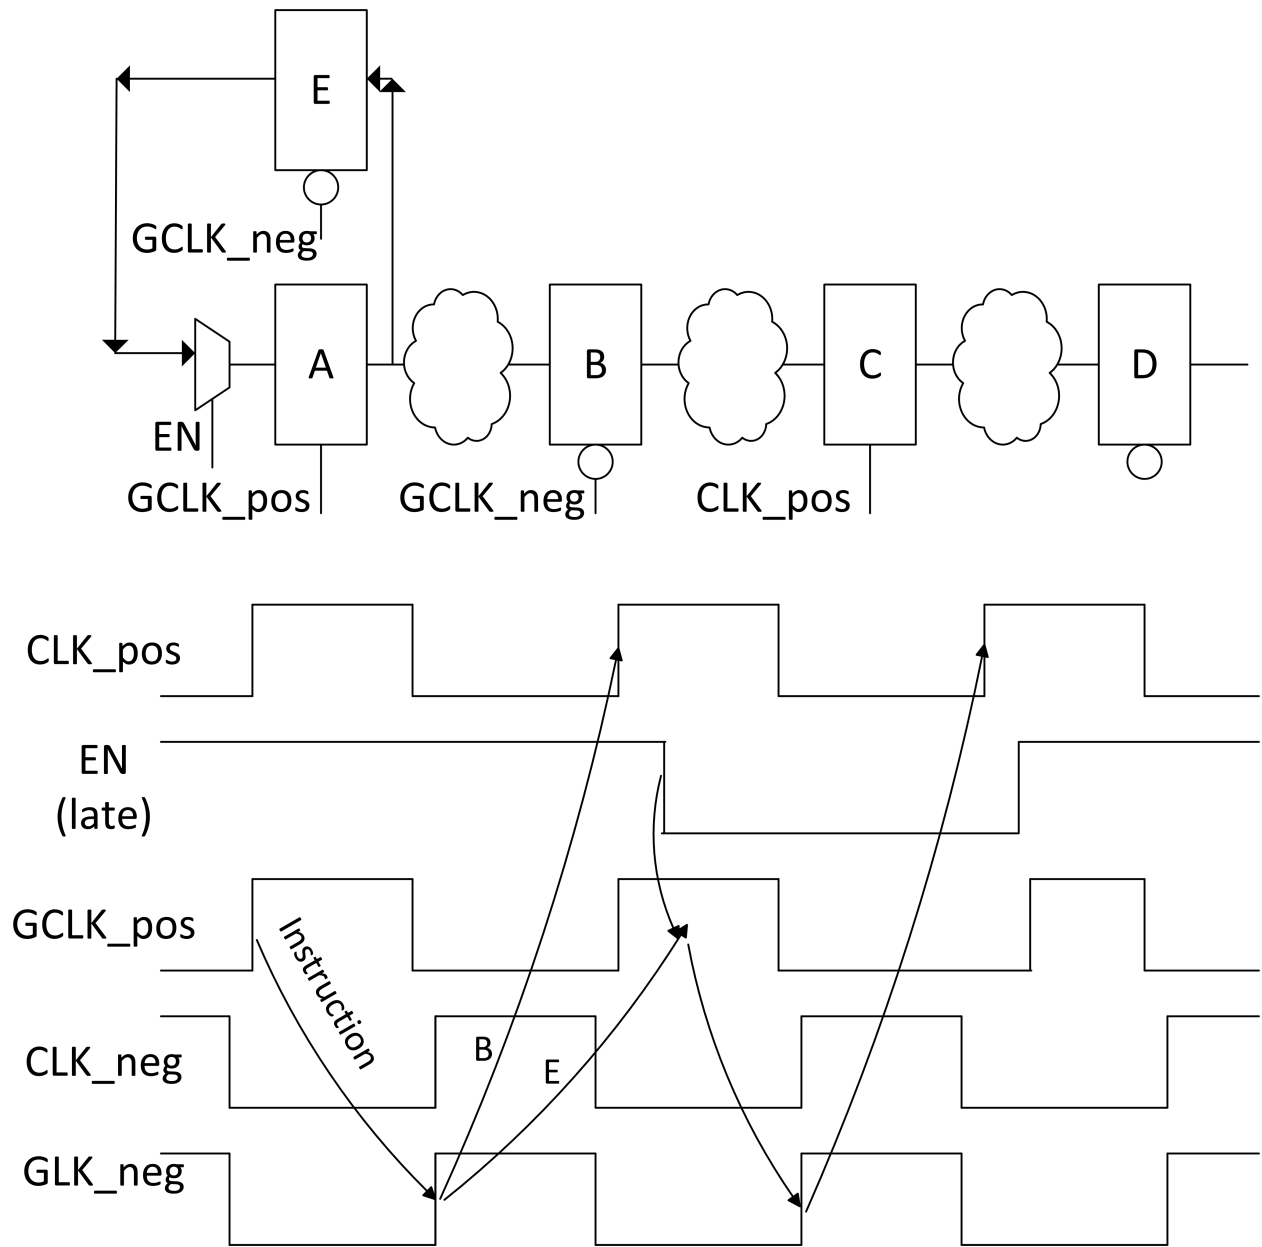 E
GCLK_neg
A
B
C
D
EN
GCLK_pos
GCLK_neg
CLK_pos
CLK_pos
EN
(late)
GCLK_pos
Instruction
CLK_neg
B
E
GLK_neg